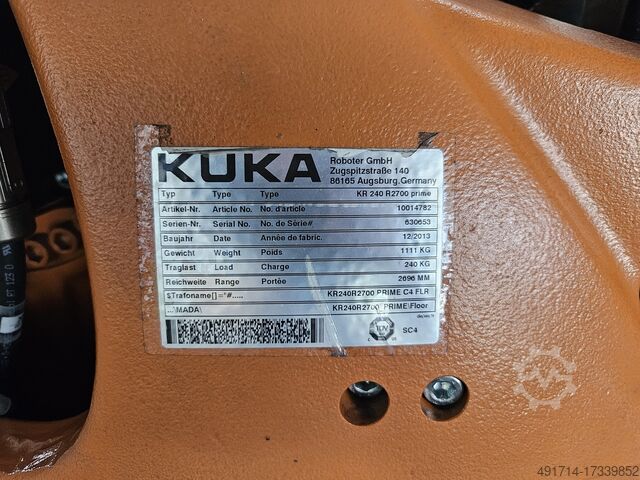 KUKA Roboter GmbH
Zugspitzstraße 140
86165 Augsburg,Germany
Typ Type Type KR 240 R2700 prime
Artikel-Nr. Article No. No. d'article 10014782
Serien-Nr. Serial No. No. de Série# 630653
Baujahr Date Année de fabric. 12/2013
Gewicht Weight Poids 1111 KG
Traglast Load Charge 240 KG
Reichweite Range Portée 2696 MM
$Trafoname[]="#..... KR240R2700 PRIME C4 FLR
...\MADA\ KR240R2700_PRIME\Floor
TÜV SC4
491714-17339852